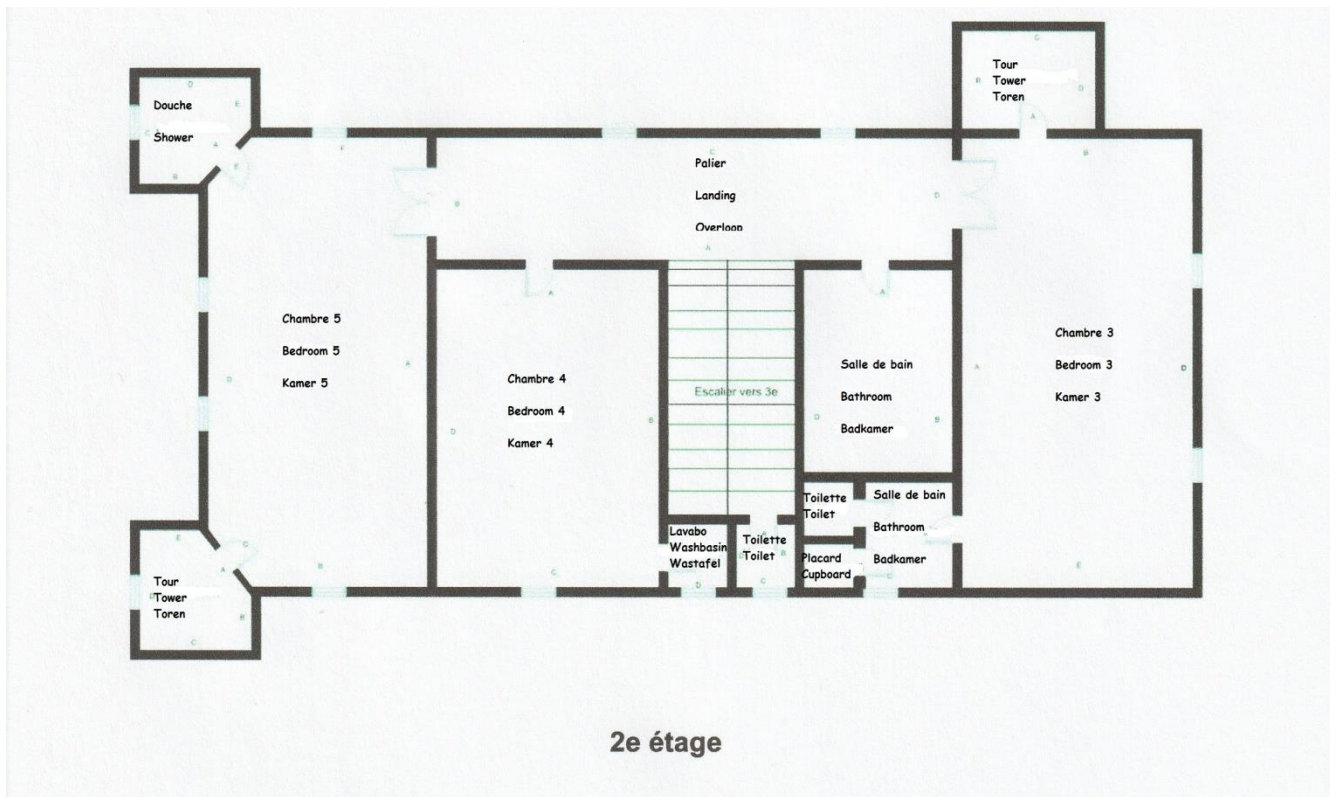 Tour
Tower
Toren
Douche
Shower
Palier
Landing
Overloop
Chambre 5
Bedroom 5
Kamer 5
Chambre 4
Bedroom 4
Kamer 4
Escalier vers 3e
Salle de bain
Bathroom
Badkamer
Chambre 3
Bedroom 3
Kamer 3
Lavabo
Washbasin
Wastafel
Toilette
Toilet
Toilette
Toilet
Placard
Cupboard
Salle de bain
Bathroom
Badkamer
Tour
Tower
Toren
2e étage